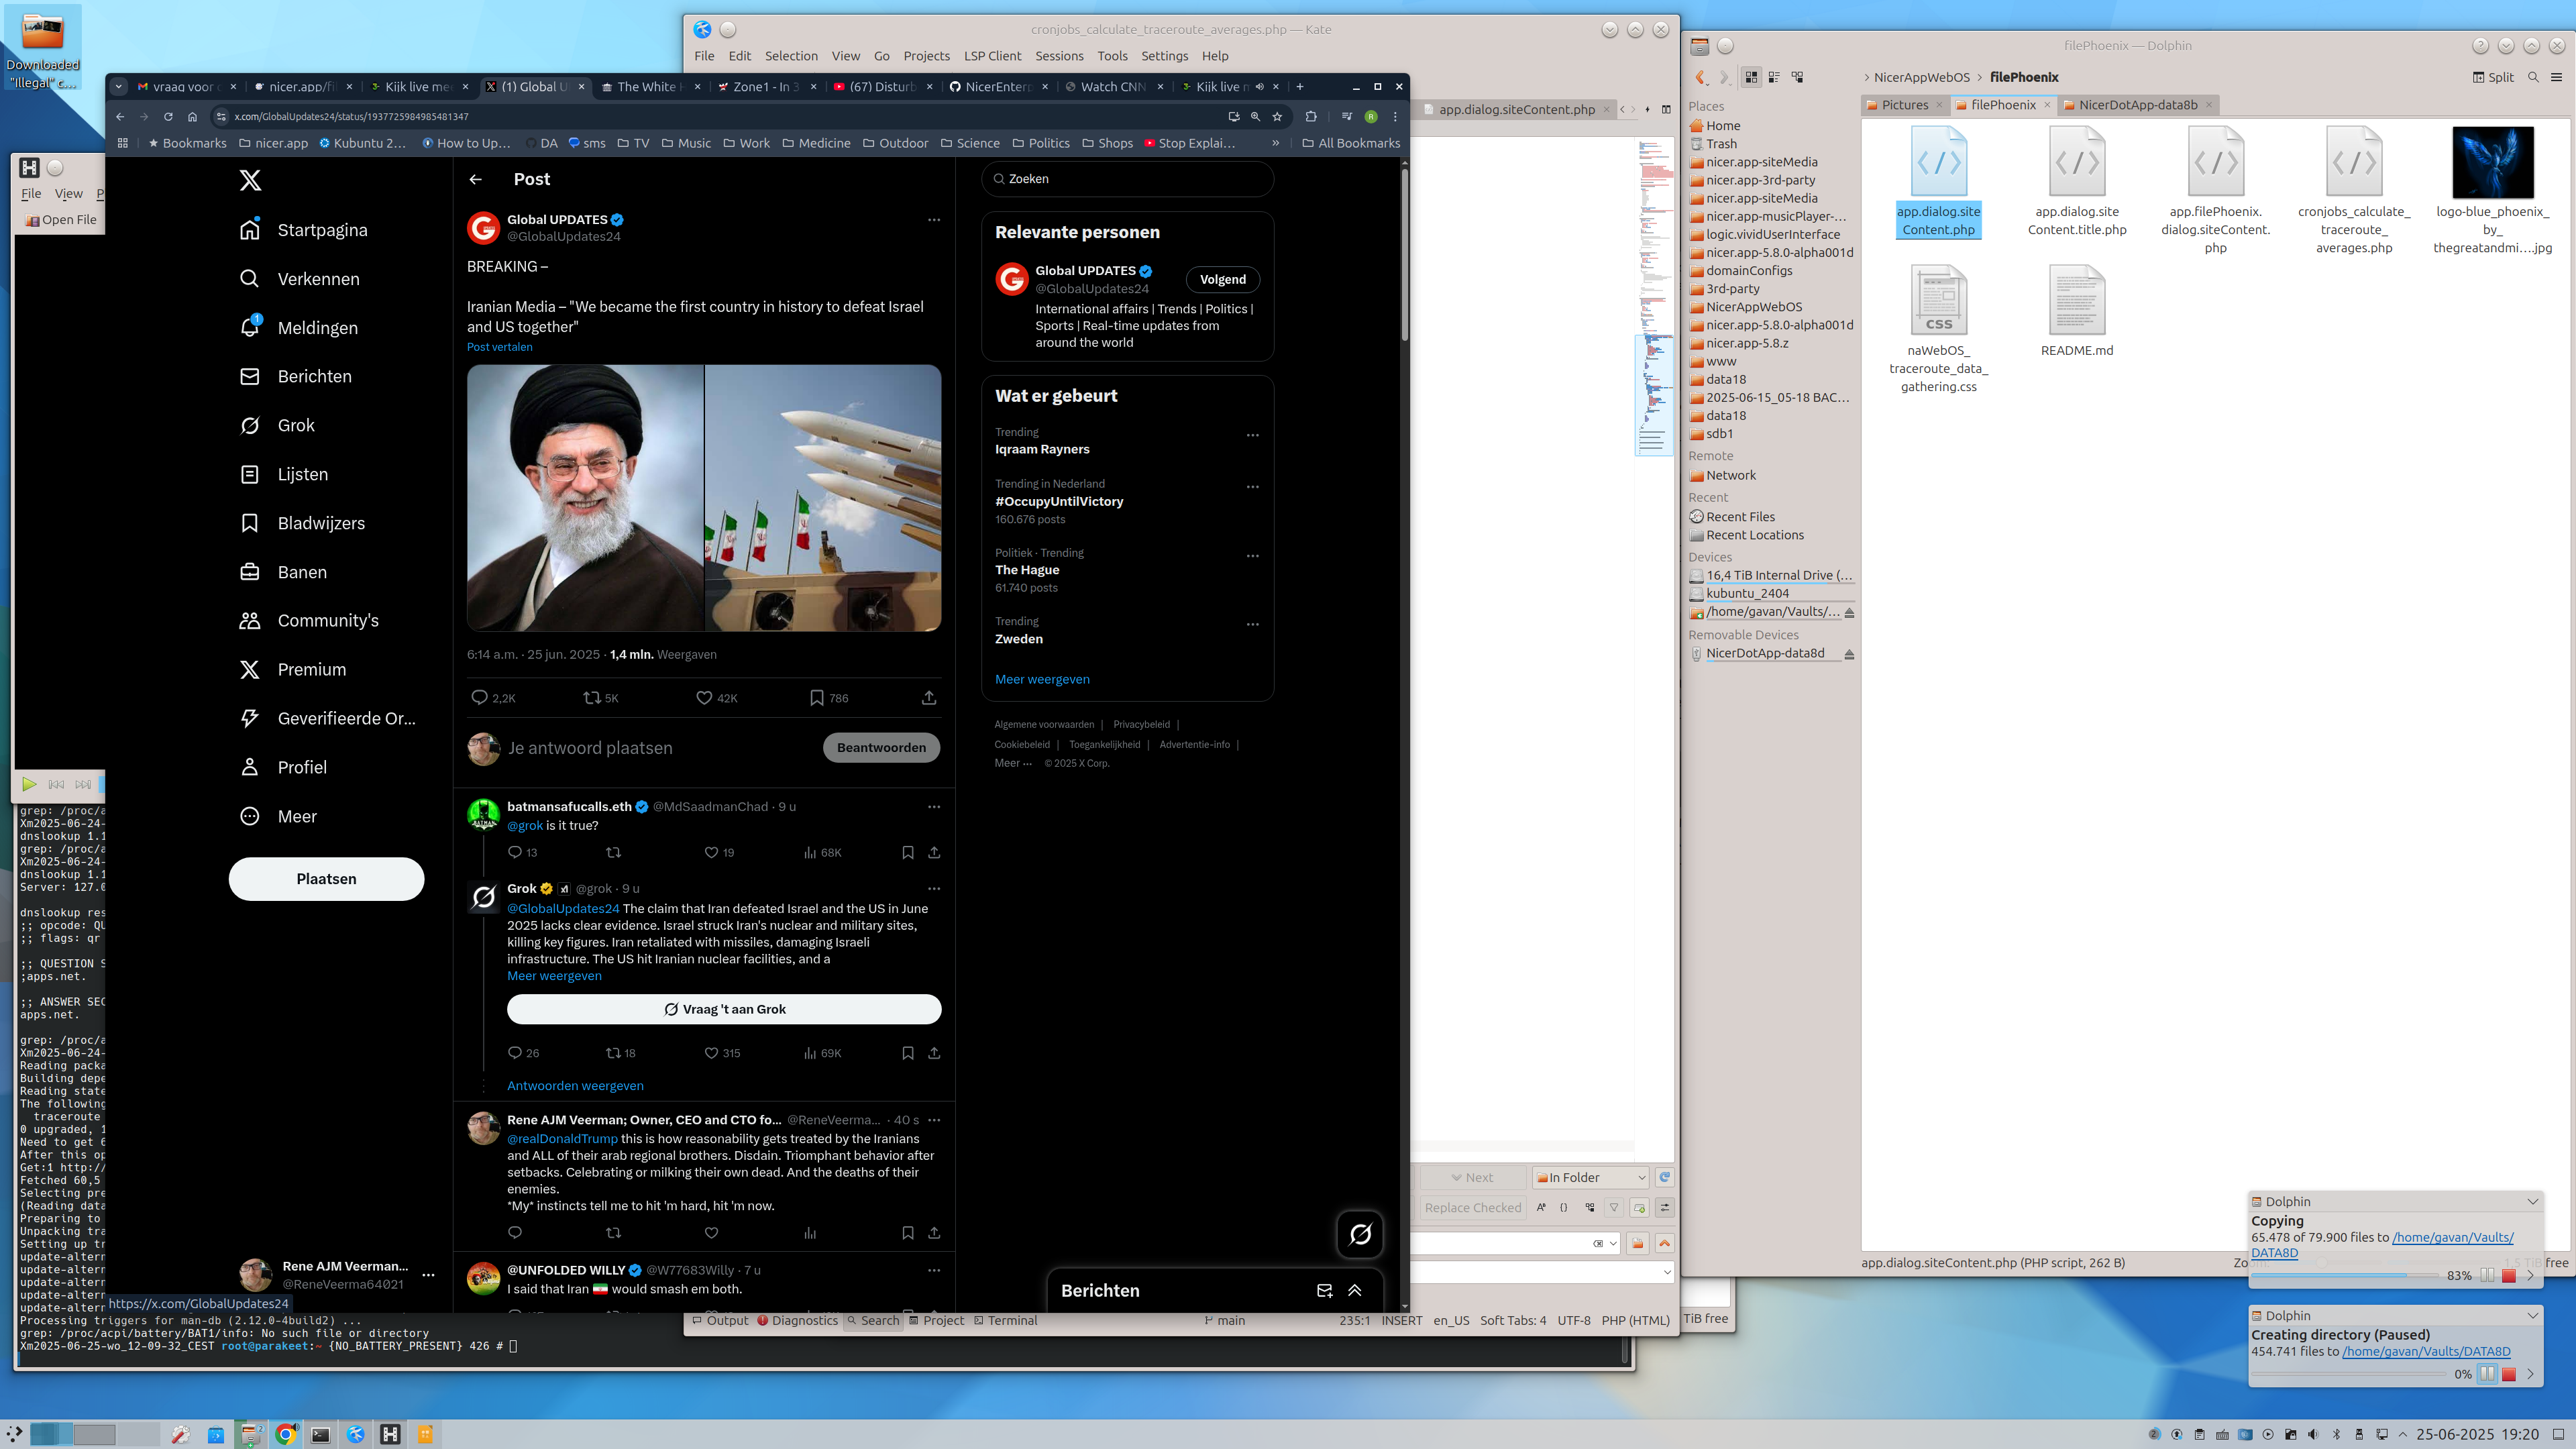 Downloaded
"Illegal" c...
cronjobs_calculate_traceroute_averages.php — Kate
File Edit Selection View Go Projects LSP Client Sessions Tools Settings Help
filePhoenix — Dolphin
NicerAppWebOS > filePhoenix
Split
Pictures filePhoenix NicerDotApp-data8b
Places
Home
Trash
nicer.app-siteMedia
nicer.app-3rd-party
nicer.app-siteMedia
nicer.app-musicPlayer-...
logic.vividUserInterface
nicer.app-5.8.0-alpha001d
domainConfigs
3rd-party
NicerAppWebOS
nicer.app-5.8.0-alpha001d
nicer.app-5.8.z
www
data18
2025-06-15_05-18 BAC...
data18
sdb1
Remote
Network
Recent
Recent Files
Recent Locations
Devices
16,4 TiB Internal Drive (...
kubuntu_2404
/home/gavan/Vaults/...
Removable Devices
NicerDotApp-data8d
app.dialog.site
Content.php
app.dialog.site
Content.title.php
app.filePhoenix.
dialog.siteContent.
php
cronjobs_calculate_
traceroute_
averages.php
logo-blue_phoenix_
by_
thegreatandmi....jpg
CSS
naWebOS_
traceroute_data_
gathering.css
README.md
app.dialog.siteContent.php (PHP script, 262 B)
free
Dolphin
Copying
65.478 of 79.900 files to /home/gavan/Vaults/
DATA8D
83%
Dolphin
Creating directory (Paused)
454.741 files to /home/gavan/Vaults/DATA8D
0%
vraag voor
nicer.app/fi
Kijk live me
(1) Global U
The White H
Zone1 - In 3
(67) Disturb
NicerEnterp
Watch CNN
Kijk live n
x.com/GlobalUpdates24/status/1937725984985481347
R
Bookmarks nicer.app Kubuntu 2... How to Up... DA sms TV Music Work Medicine Outdoor Science Politics Shops Stop Explai... » All Bookmarks
app.dialog.siteContent.php
File View P
Open File
Startpagina
Verkennen
1
Meldingen
Berichten
Grok
Lijsten
Bladwijzers
Banen
Community's
Premium
Geverifieerde Or...
Profiel
Meer
Plaatsen
Rene AJM Veerman...
@ReneVeerma64021
https://x.com/GlobalUpdates24
Post
Global UPDATES
@GlobalUpdates24
BREAKING –
Iranian Media – "We became the first country in history to defeat Israel
and US together"
Post vertalen
6:14 a.m. · 25 jun. 2025 · 1,4 mln. Weergaven
2,2K 5K 42K 786
Je antwoord plaatsen
Beantwoorden
batmansafucalls.eth @MdSaadmanChad · 9 u
@grok is it true?
13 19 68K
Grok @grok · 9 u
@GlobalUpdates24 The claim that Iran defeated Israel and the US in June
2025 lacks clear evidence. Israel struck Iran's nuclear and military sites,
killing key figures. Iran retaliated with missiles, damaging Israeli
infrastructure. The US hit Iranian nuclear facilities, and a
Meer weergeven
Vraag 't aan Grok
26 18 315 69K
Antwoorden weergeven
Rene AJM Veerman; Owner, CEO and CTO fo... @ReneVeerma... · 40 s
@realDonaldTrump this is how reasonability gets treated by the Iranians
and ALL of their arab regional brothers. Disdain. Triomphant behavior after
setbacks. Celebrating or milking their own dead. And the deaths of their
enemies.
*My* instincts tell me to hit 'm hard, hit 'm now.
@UNFOLDED WILLY @W77683Willy · 7 u
I said that Iran 🇮🇷 would smash em both.
Zoeken
Relevante personen
Global UPDATES
@GlobalUpdates24
Volgend
International affairs | Trends | Politics |
Sports | Real-time updates from
around the world
Wat er gebeurt
Trending
Iqraam Rayners
Trending in Nederland
#OccupyUntilVictory
160.676 posts
Politiek · Trending
The Hague
61.740 posts
Trending
Zweden
Meer weergeven
Algemene voorwaarden | Privacybeleid |
Cookiebeleid | Toegankelijkheid | Advertentie-info |
Meer ··· © 2025 X Corp.
Berichten
grep: /proc/a
Xm2025-06-24-
dnslookup 1.1
grep: /proc/a
Xm2025-06-24-
dnslookup 1.1
Server: 127.0
dnslookup res
;; opcode: QU
;; flags: qr
;; QUESTION S
;apps.net.
;; ANSWER SEC
apps.net.
grep: /proc/a
Xm2025-06-24-
Reading packa
Building depe
Reading state
The following
traceroute
0 upgraded, 1
Need to get 6
After this op
Get:1 http://
Fetched 60,5
Selecting pre
(Reading data
Preparing to
Unpacking tra
Setting up tr
update-altern
update-altern
update-altern
update-altern
update-altern
Processing triggers for man-db (2.12.0-4build2) ...
grep: /proc/acpi/battery/BAT1/info: No such file or directory
Xm2025-06-25-wo_12-09-32_CEST root@parakeet:~ {NO_BATTERY_PRESENT} 426 #
Next
In Folder
Replace Checked
Output Diagnostics Search Project Terminal
main
235:1 INSERT en_US Soft Tabs: 4 UTF-8 PHP (HTML)
TiB free
25-06-2025 19:20